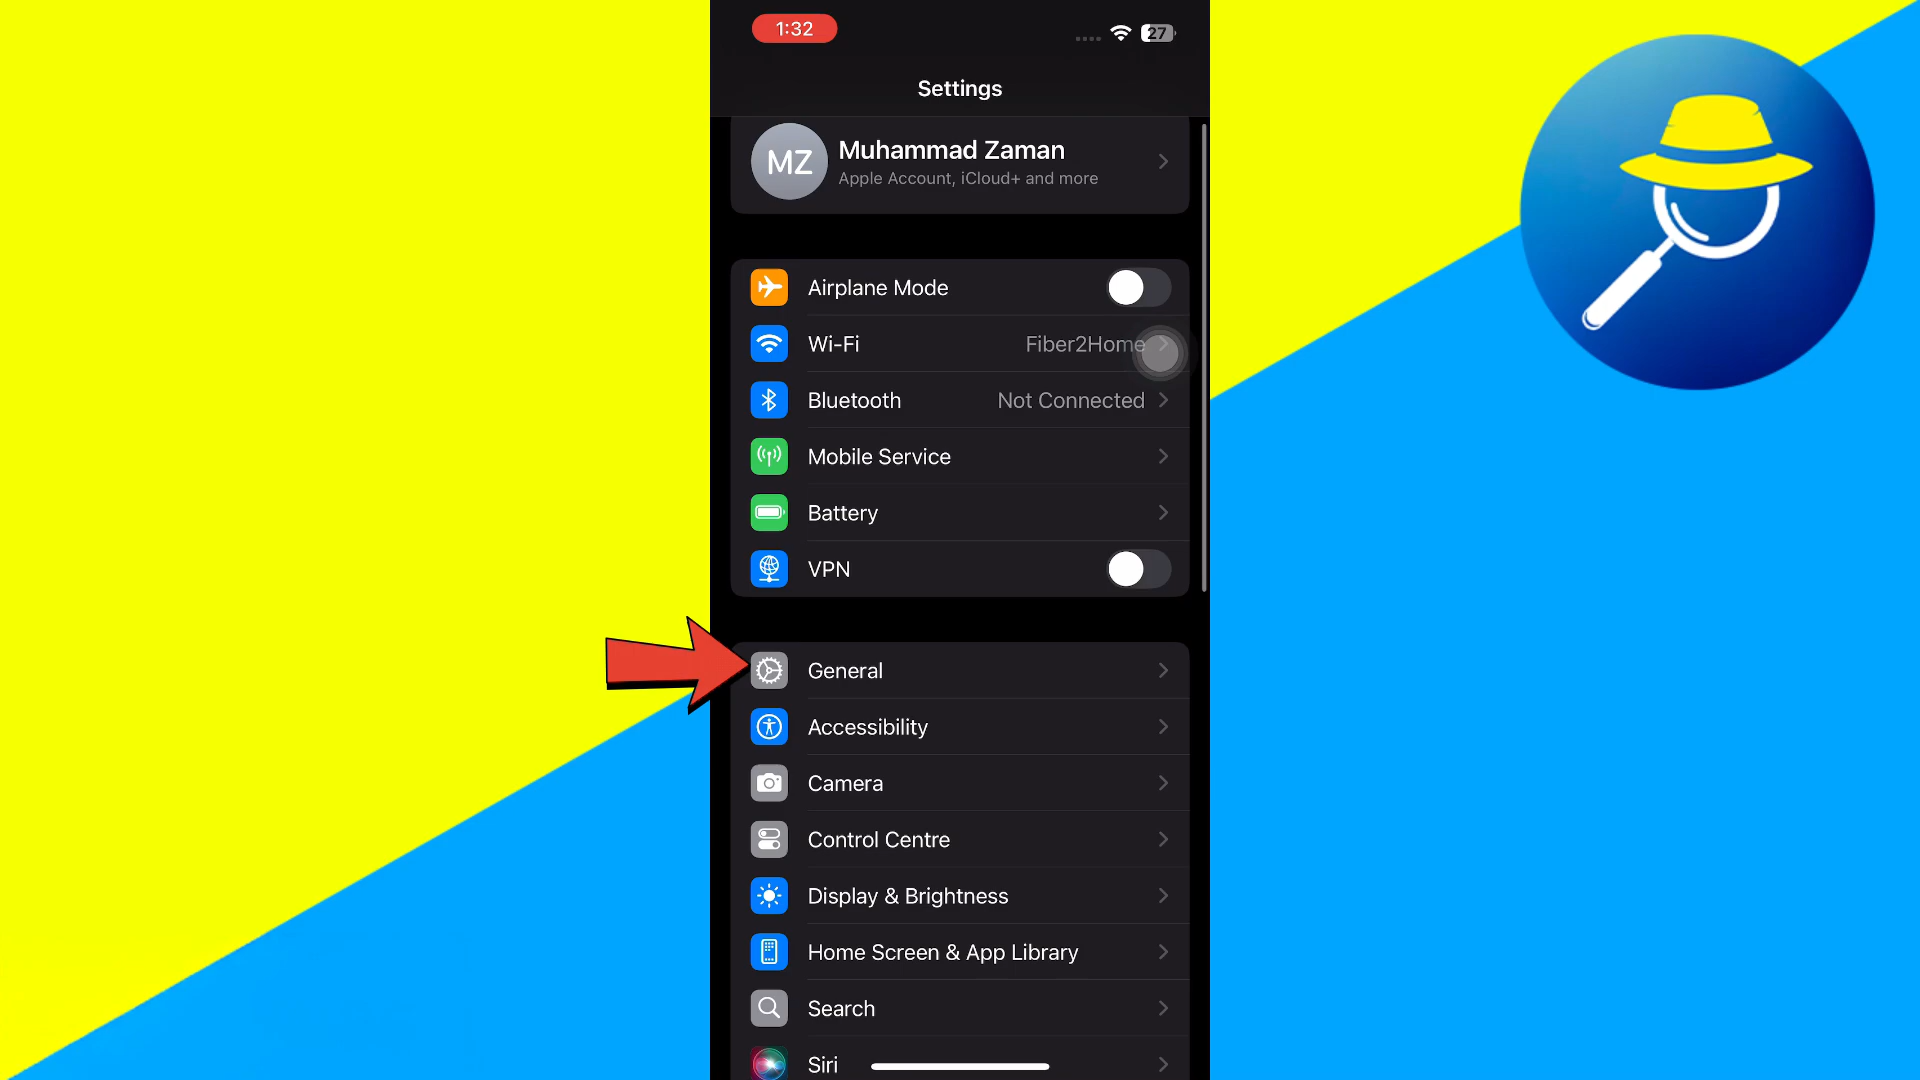 1:32
27
Settings
MZ
Muhammad Zaman
Apple Account, iCloud+ and more
Airplane Mode
Wi-Fi Fiber2Home
Bluetooth Not Connected
Mobile Service
Battery
VPN
General
Accessibility
Camera
Control Centre
Display & Brightness
Home Screen & App Library
Search
Siri